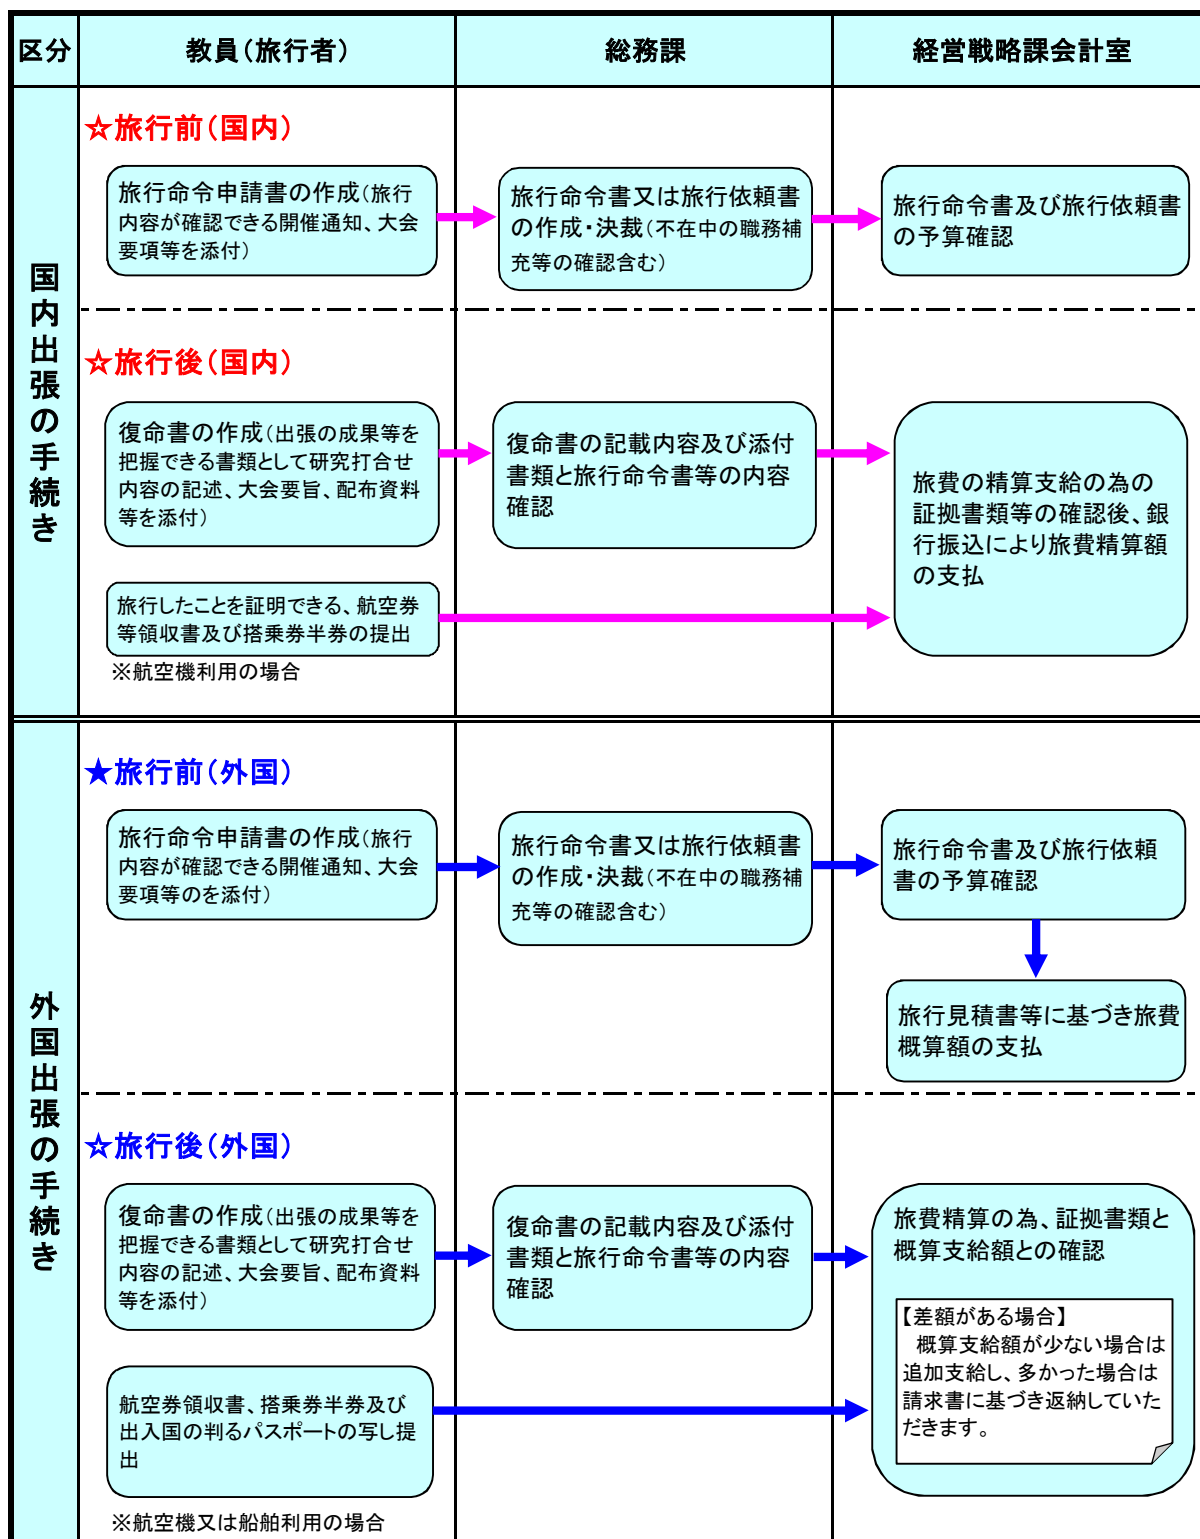 区分
教員（旅行者）
総務課
経営戦略課会計室
国内出張の手続き
☆旅行前（国内）
旅行命令申請書の作成（旅行
内容が確認できる開催通知、大会
要項等を添付）
旅行命令書又は旅行依頼書
の作成・決裁（不在中の職務補
充等の確認含む）
旅行命令書及び旅行依頼書
の予算確認
☆旅行後（国内）
復命書の作成（出張の成果等を
把握できる書類として研究打合せ
内容の記述、大会要旨、配布資料
等を添付）
復命書の記載内容及び添付
書類と旅行命令書等の内容
確認
旅費の精算支給の為の
証拠書類等の確認後、銀
行振込により旅費精算額
の支払
旅行したことを証明できる、航空券
等領収書及び搭乗券半券の提出
※航空機利用の場合
外国出張の手続き
★旅行前（外国）
旅行命令申請書の作成（旅行
内容が確認できる開催通知、大会
要項等のを添付）
旅行命令書又は旅行依頼書
の作成・決裁（不在中の職務補
充等の確認含む）
旅行命令書及び旅行依頼
書の予算確認
旅行見積書等に基づき旅費
概算額の支払
☆旅行後（外国）
復命書の作成（出張の成果等を
把握できる書類として研究打合せ
内容の記述、大会要旨、配布資料
等を添付）
復命書の記載内容及び添付
書類と旅行命令書等の内容
確認
旅費精算の為、証拠書類と
概算支給額との確認
【差額がある場合】
概算支給額が少ない場合は
追加支給し、多かった場合は
請求書に基づき返納していた
だきます。
航空券領収書、搭乗券半券及び
出入国の判るパスポートの写し提
出
※航空機又は船舶利用の場合